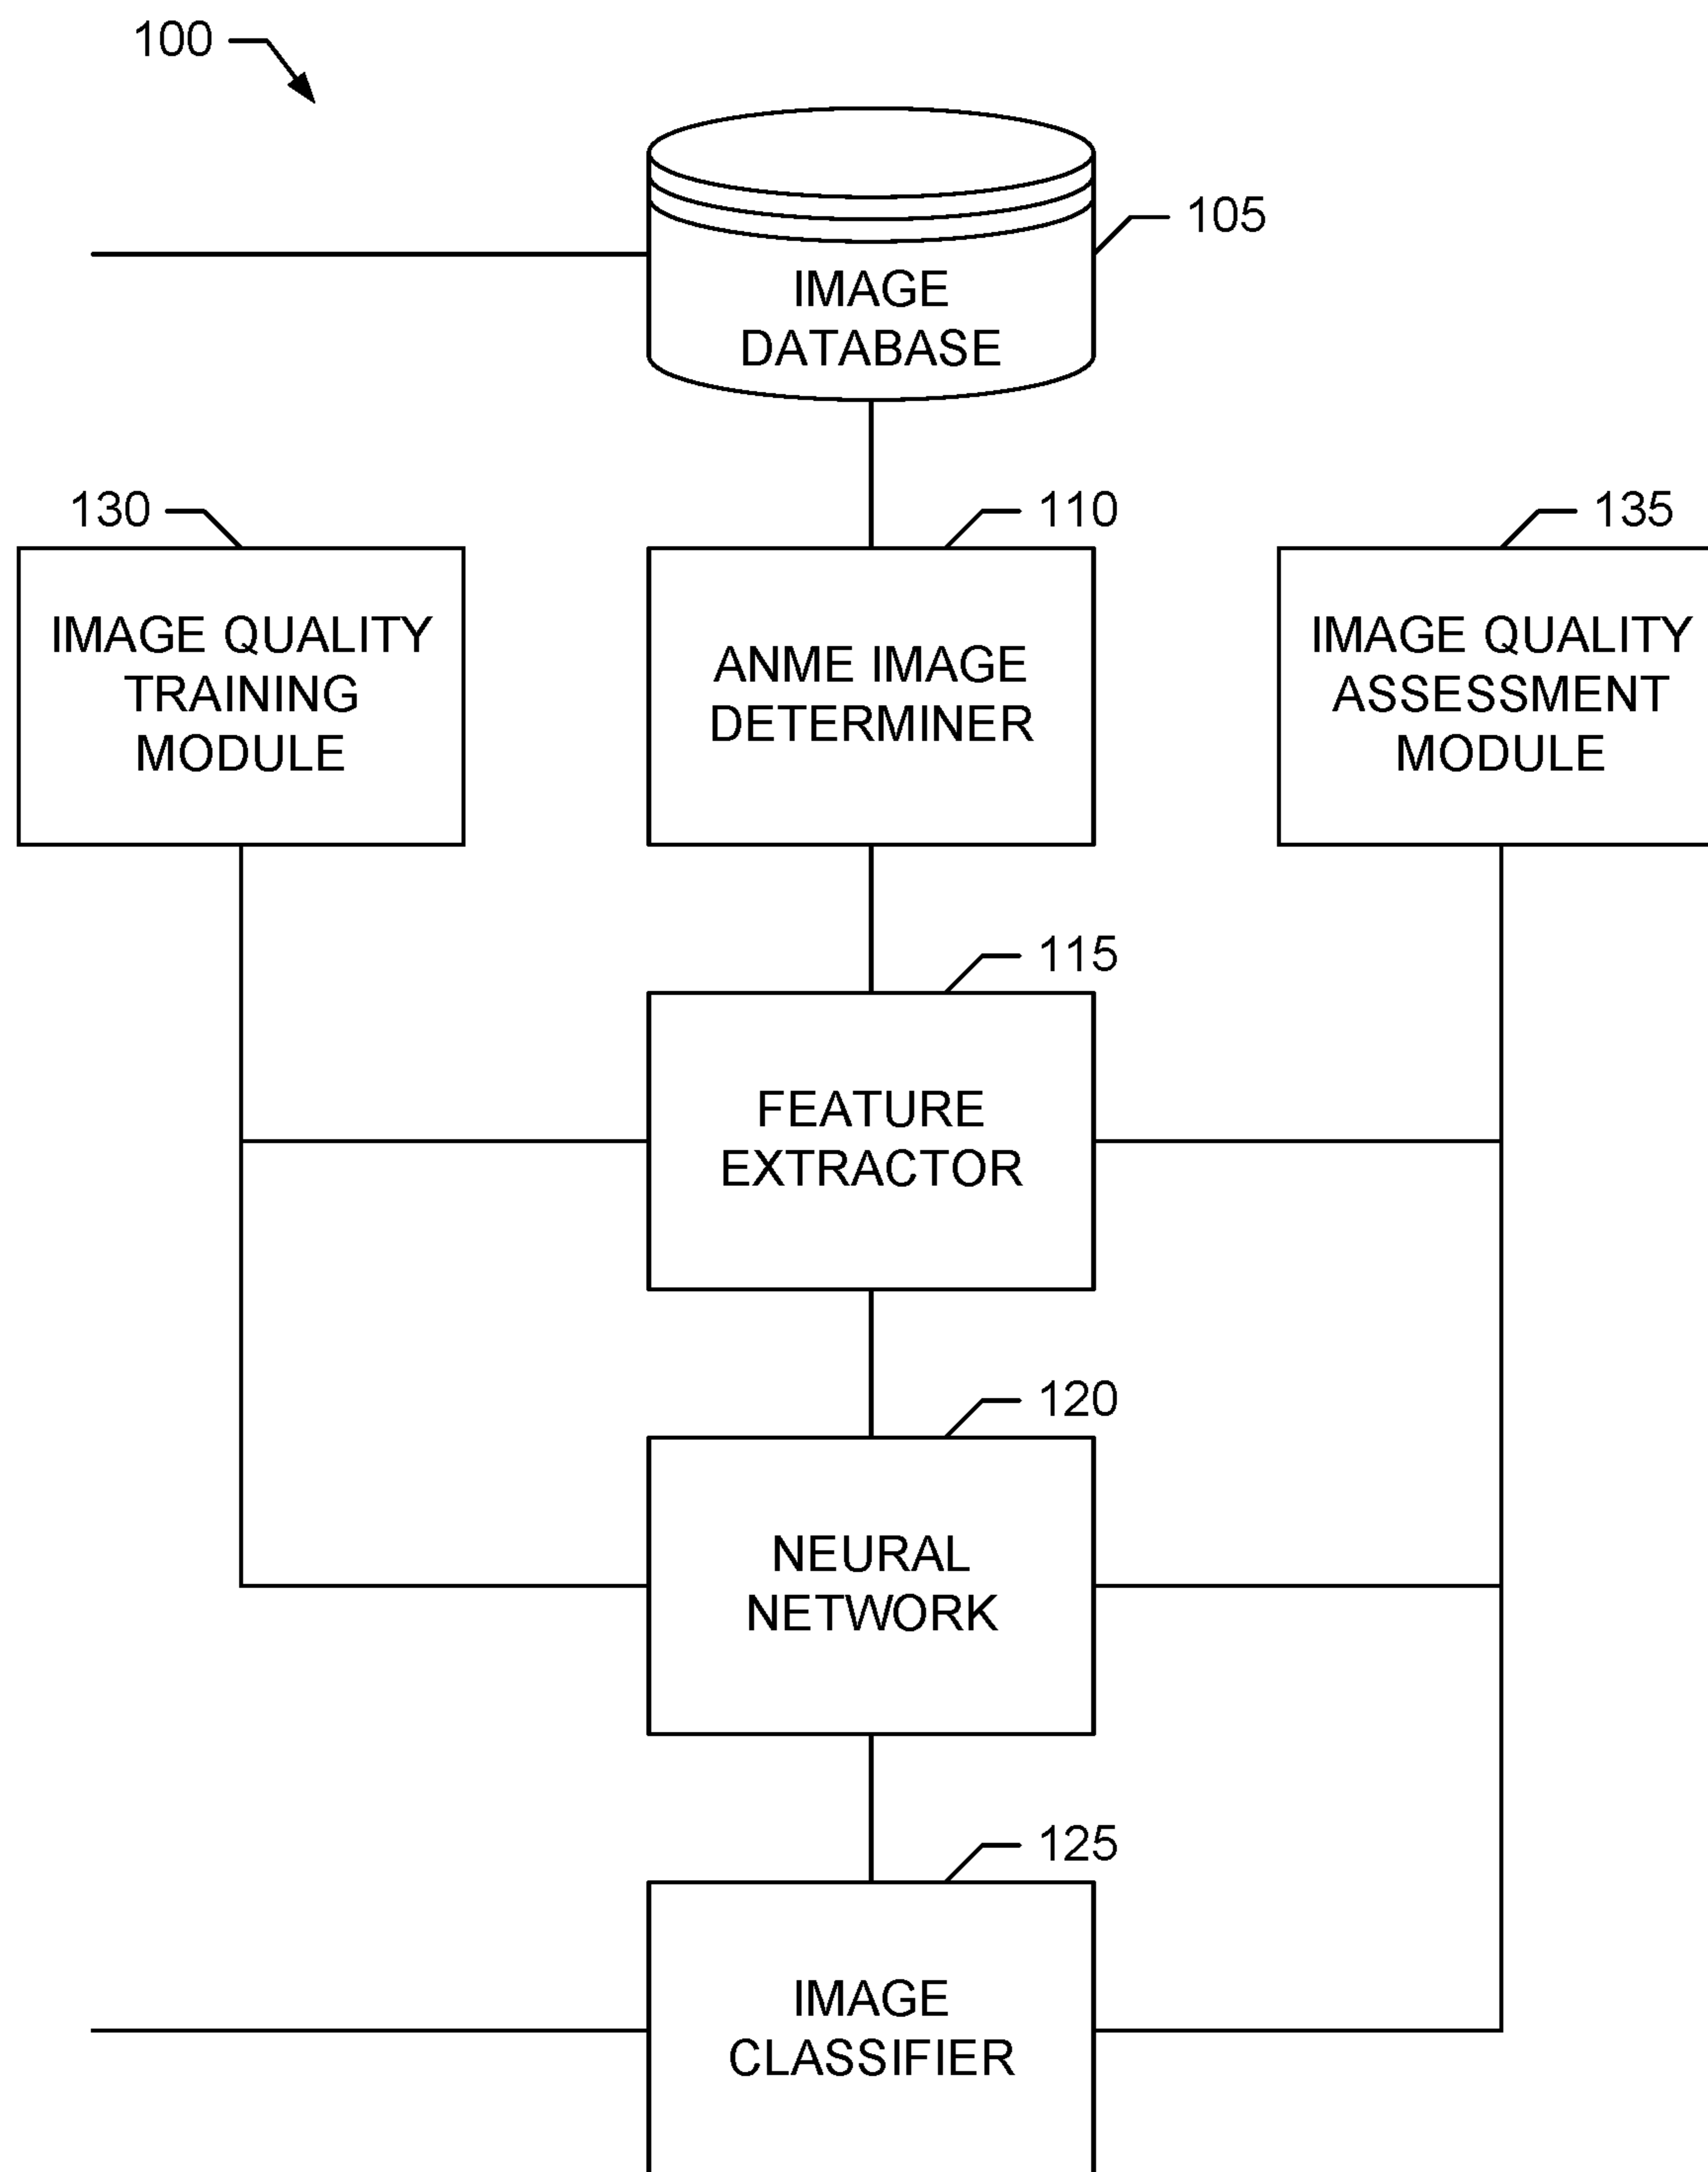 100
105
IMAGE
DATABASE
130
110
135
IMAGE QUALITY
TRAINING
MODULE
ANME IMAGE
DETERMINER
IMAGE QUALITY
ASSESSMENT
MODULE
115
FEATURE
EXTRACTOR
120
NEURAL
NETWORK
125
IMAGE
CLASSIFIER